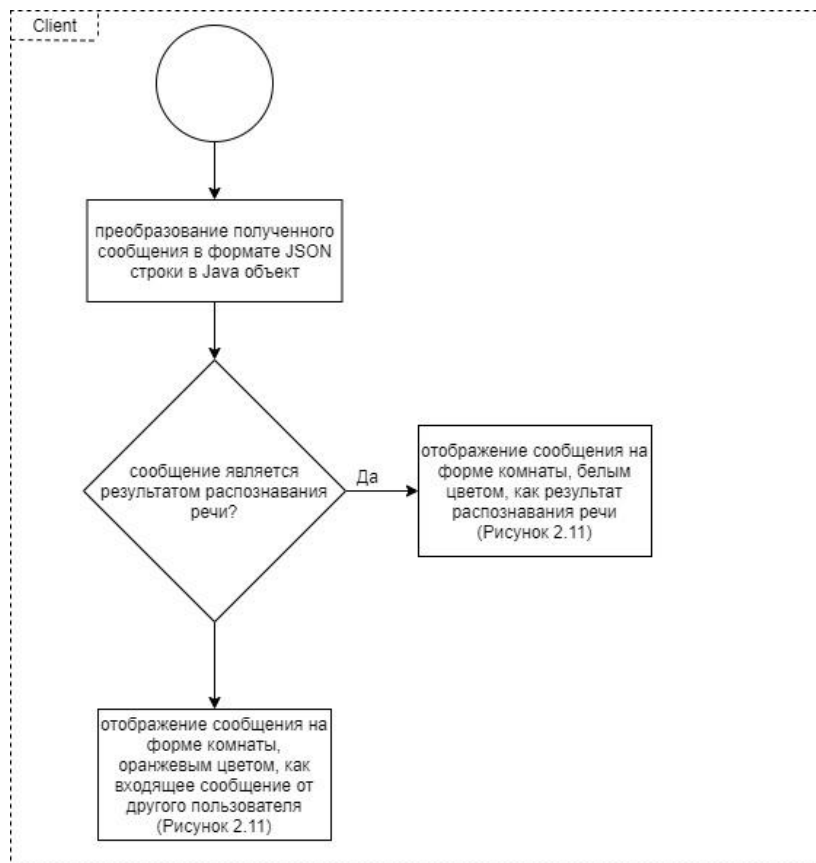 Client
преобразование полученного
сообщения в формате JSON
строки в Java объект
сообщение является
результатом распознавания
речи?
Да
отображение сообщения на
форме комнаты, белым
цветом, как результат
распознавания речи
(Рисунок 2.11)
отображение сообщения на
форме комнаты,
оранжевым цветом, как
входящее сообщение от
другого пользователя
(Рисунок 2.11)